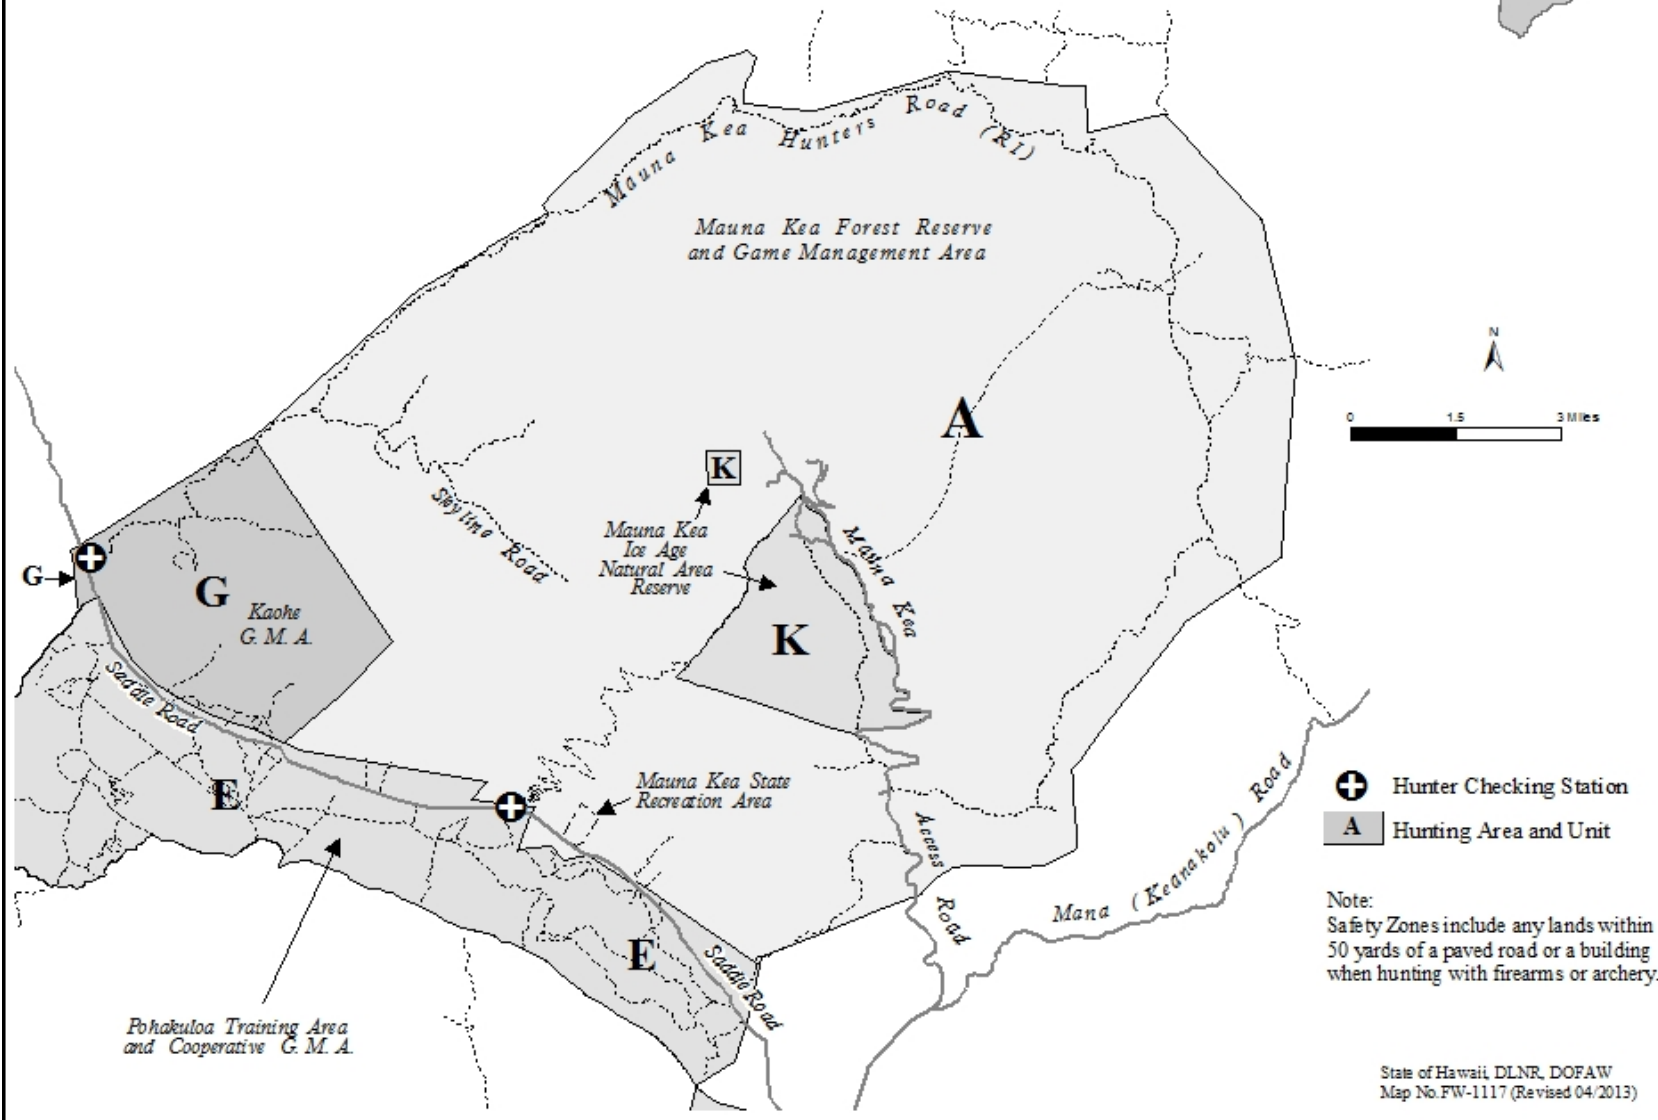 Mauna Kea Hunters Road (R1)
Mauna Kea Forest Reserve
and Game Management Area
N
0 1.5 3 Miles
A
K
Skyline Road
Mauna Kea
Ice Age
Natural Area
Reserve
Mauna Kea
Access
Road
G
G
Kaohe
G. M. A.
K
Saddle Road
E
Mauna Kea State
Recreation Area
Mana (Keanakolu) Road
Hunter Checking Station
A Hunting Area and Unit
Note:
Safety Zones include any lands within
50 yards of a paved road or a building
when hunting with firearms or archery.
E
Saddle Road
Pohakuloa Training Area
and Cooperative G. M. A.
State of Hawaii, DLNR, DOFAW
Map No.FW-1117 (Revised 04/2013)